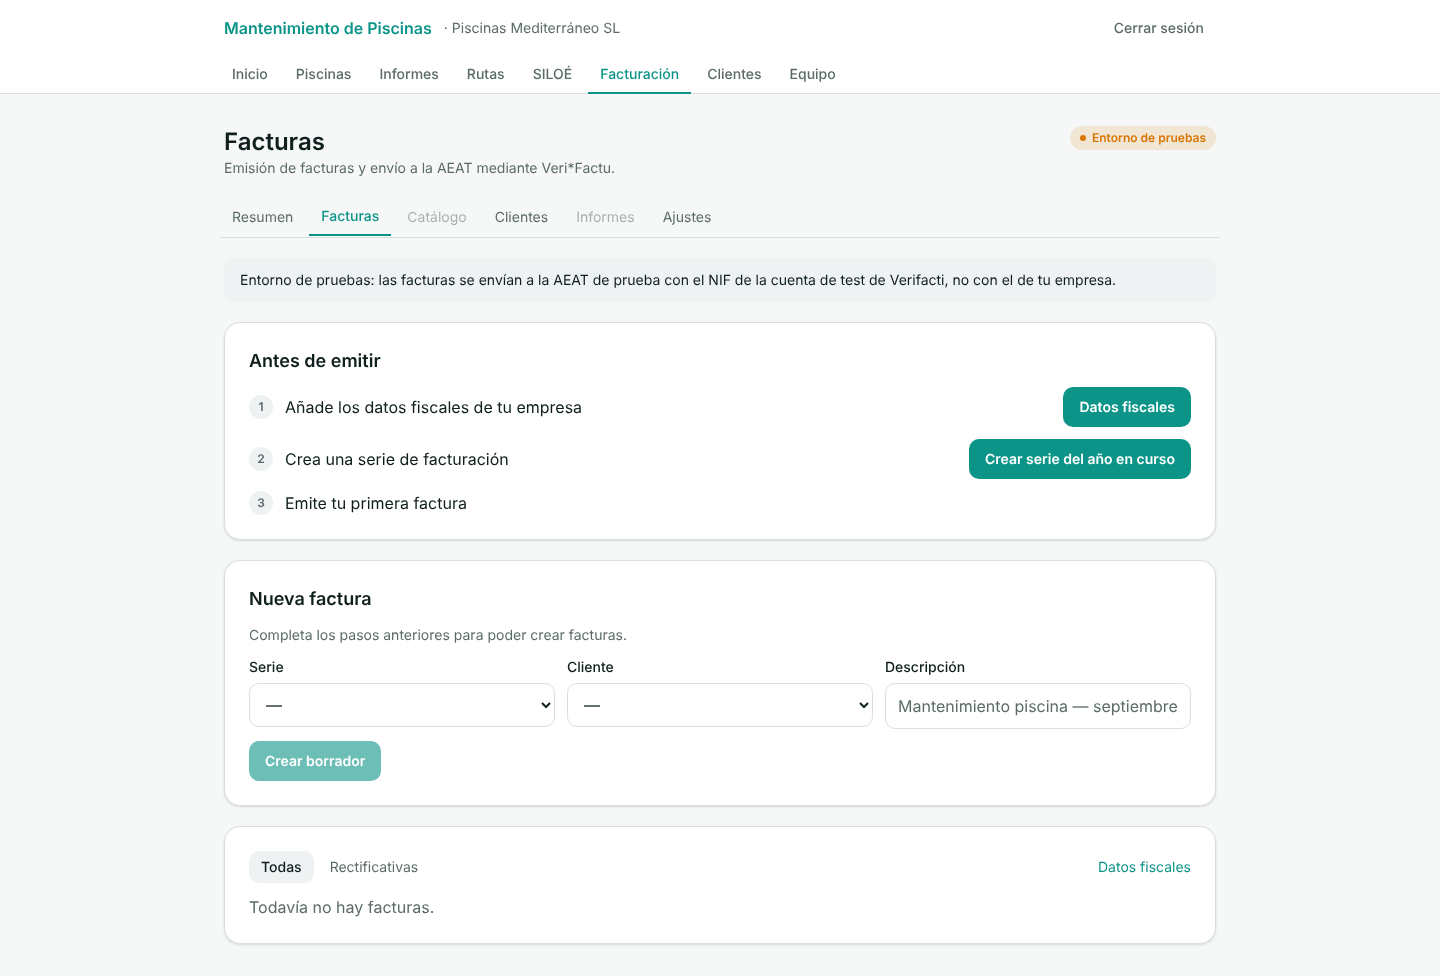 Mantenimiento de Piscinas · Piscinas Mediterráneo SL
Cerrar sesión
Inicio Piscinas Informes Rutas SILOÉ Facturación Clientes Equipo
Facturas
Entorno de pruebas
Emisión de facturas y envío a la AEAT mediante Veri*Factu.
Resumen Facturas Catálogo Clientes Informes Ajustes
Entorno de pruebas: las facturas se envían a la AEAT de prueba con el NIF de la cuenta de test de Verifacti, no con el de tu empresa.
Antes de emitir
1 Añade los datos fiscales de tu empresa
Datos fiscales
2 Crea una serie de facturación
Crear serie del año en curso
3 Emite tu primera factura
Nueva factura
Completa los pasos anteriores para poder crear facturas.
Serie Cliente Descripción
— — Mantenimiento piscina — septiembre
Crear borrador
Todas Rectificativas
Datos fiscales
Todavía no hay facturas.